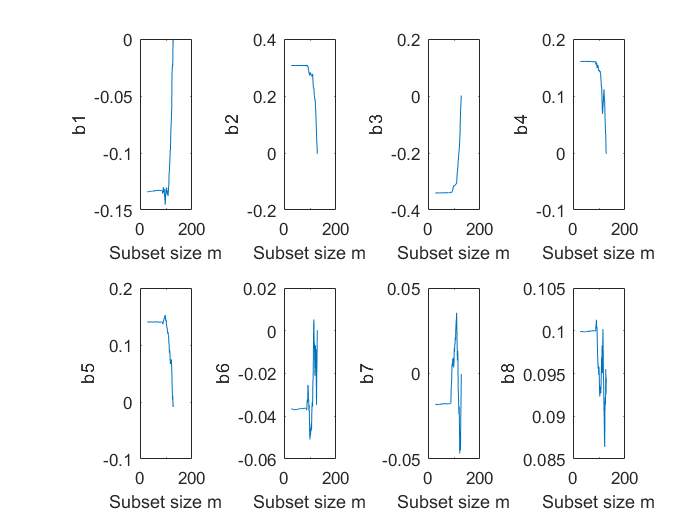 b1
0
-0.05
-0.1
-0.15
0 200
Subset size m
b2
0.4
0.2
0
-0.2
0 200
Subset size m
b3
0.2
0
-0.2
-0.4
0 200
Subset size m
b4
0.2
0.1
0
-0.1
0 200
Subset size m
b5
0.2
0.1
0
-0.1
0 200
Subset size m
b6
0.02
0
-0.02
-0.04
-0.06
0 200
Subset size m
b7
0.05
0
-0.05
0 200
Subset size m
b8
0.105
0.1
0.095
0.09
0.085
0 200
Subset size m